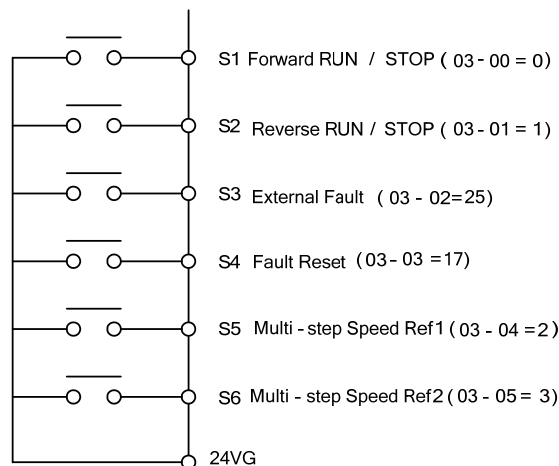 S1 Forward RUN / STOP ( 03 - 00 = 0)
S2 Reverse RUN / STOP ( 03 - 01 = 1)
S3 External Fault ( 03 - 02=25)
S4 Fault Reset (03 - 03 =17)
S5 Multi - step Speed Ref1 ( 03 - 04 =2)
S6 Multi - step Speed Ref2 ( 03 - 05 = 3)
24VG